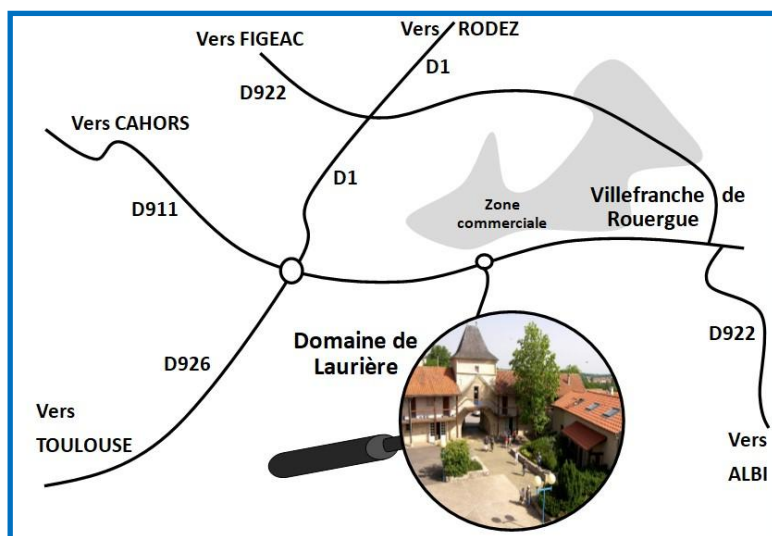 Vers RODEZ
Vers FIGEAC
D1
D922
Vers CAHORS
D1
D911
Zone
commerciale
Villefranche de
Rouergue
Domaine de
Laurière
D922
D926
Vers
TOULOUSE
Vers
ALBI